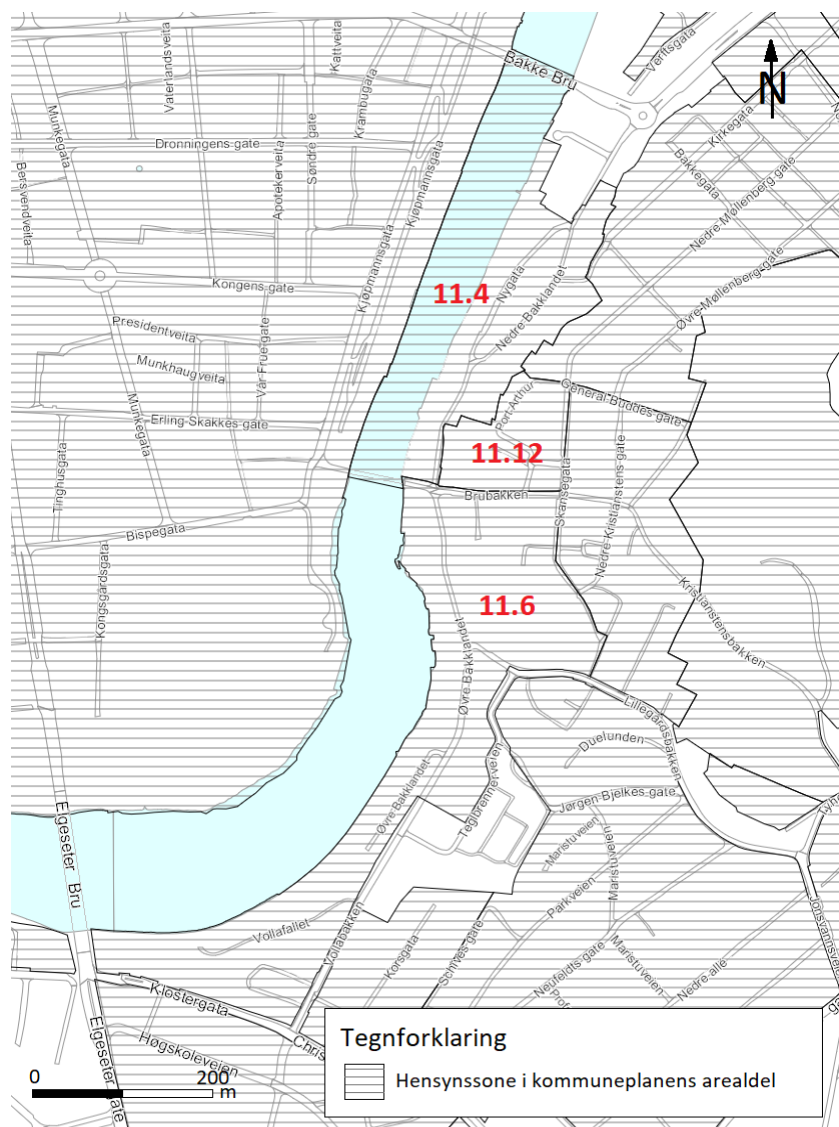 Bakke Bru
Verftsgata
N
Vaterlandsveita
Kattveita
Krambugata
Munkegata
Dronningens gate
Søndre gate
Apotekerveita
Kjøpmannsgata
Bersvendveita
Kirkegata
Bakkegata
Nedre Møllenberg gate
Øvre Møllenberg gate
Kongens gate
Kjøpmannsgata
11.4
Nygata
Nedre Bakklandet
Presidentveita
Munkhaugveita
Vår Frue gate
Munkegata
Erling Skakkes gate
Port Arthur
General Buddes gate
11.12
Tinghusgata
Brubakken
Skansegata
Nedre Kristianstens gate
Bispegata
Kongsgårdsgata
11.6
Kristianstensbakken
Øvre Bakklandet
Lillegårdsbakken
Duelunden
Øvre Bakklandet
Teglbrennerveien
Jørgen Bjelkes gate
Maristuveien
Maristuveien
Parkveien
Elgeseter Bru
Vollafallet
Vollabakken
Korsgata
Schives gate
Neufeldts gate
Maristuveien
Nedre alle
Jonsvannsve
Klostergata
Høgskoleveien
Chris
Elgeseter gate
Tegnforklaring
Hensynssone i kommuneplanens arealdel
0 200
m